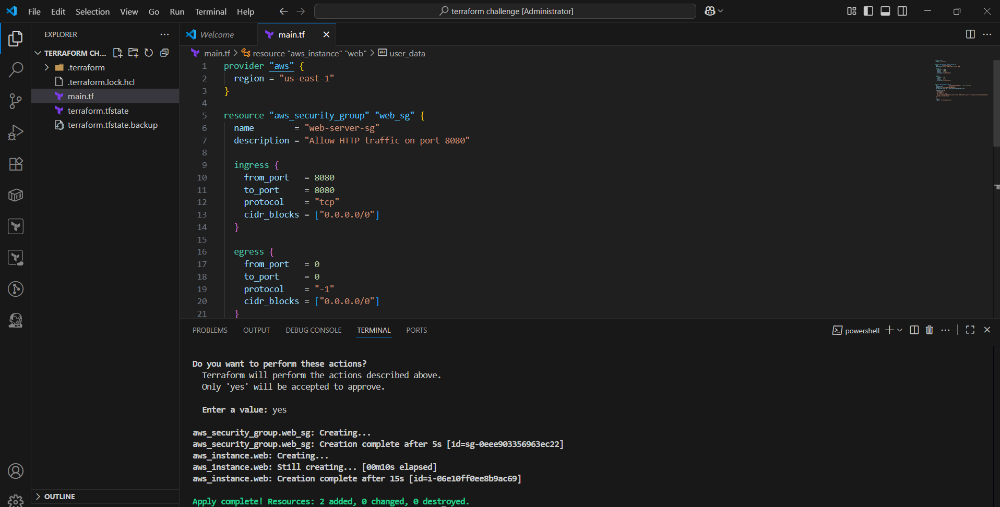 File Edit Selection View Go Run Terminal Help
terraform challenge [Administrator]
EXPLORER
TERRAFORM CH...
.terraform
.terraform.lock.hcl
main.tf
terraform.tfstate
terraform.tfstate.backup
OUTLINE
Welcome
main.tf
main.tf > resource "aws_instance" "web" > user_data
1 provider "aws" {
2 region = "us-east-1"
3 }
4
5 resource "aws_security_group" "web_sg" {
6 name = "web-server-sg"
7 description = "Allow HTTP traffic on port 8080"
8
9 ingress {
10 from_port = 8080
11 to_port = 8080
12 protocol = "tcp"
13 cidr_blocks = ["0.0.0.0/0"]
14 }
15
16 egress {
17 from_port = 0
18 to_port = 0
19 protocol = "-1"
20 cidr_blocks = ["0.0.0.0/0"]
21 }
PROBLEMS OUTPUT DEBUG CONSOLE TERMINAL PORTS
powershell
Do you want to perform these actions?
Terraform will perform the actions described above.
Only 'yes' will be accepted to approve.
Enter a value: yes
aws_security_group.web_sg: Creating...
aws_security_group.web_sg: Creation complete after 5s [id=sg-0eee903356963ec22]
aws_instance.web: Creating...
aws_instance.web: Still creating... [00m10s elapsed]
aws_instance.web: Creation complete after 15s [id=i-06e10ff0ee8b9ac69]
Apply complete! Resources: 2 added, 0 changed, 0 destroyed.